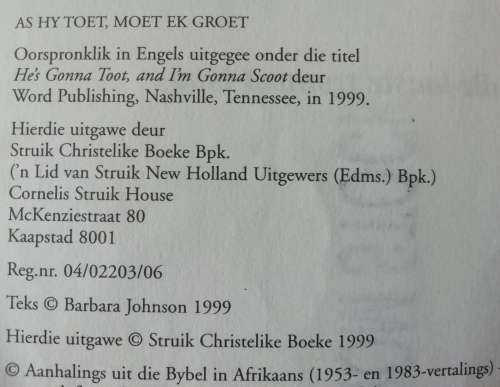 AS HY TOET, MOET EK GROET
Oorspronklik in Engels uitgegee onder die titel
He's Gonna Toot, and I'm Gonna Scoot deur
Word Publishing, Nashville, Tennessee, in 1999.
Hierdie uitgawe deur
Struik Christelike Boeke Bpk.
('n Lid van Struik New Holland Uitgewers (Edms.) Bpk.)
Cornelis Struik House
McKenziestraat 80
Kaapstad 8001
Reg.nr. 04/02203/06
Teks © Barbara Johnson 1999
Hierdie uitgawe © Struik Christelike Boeke 1999
© Aanhalings uit die Bybel in Afrikaans (1953- en 1983-vertalings)